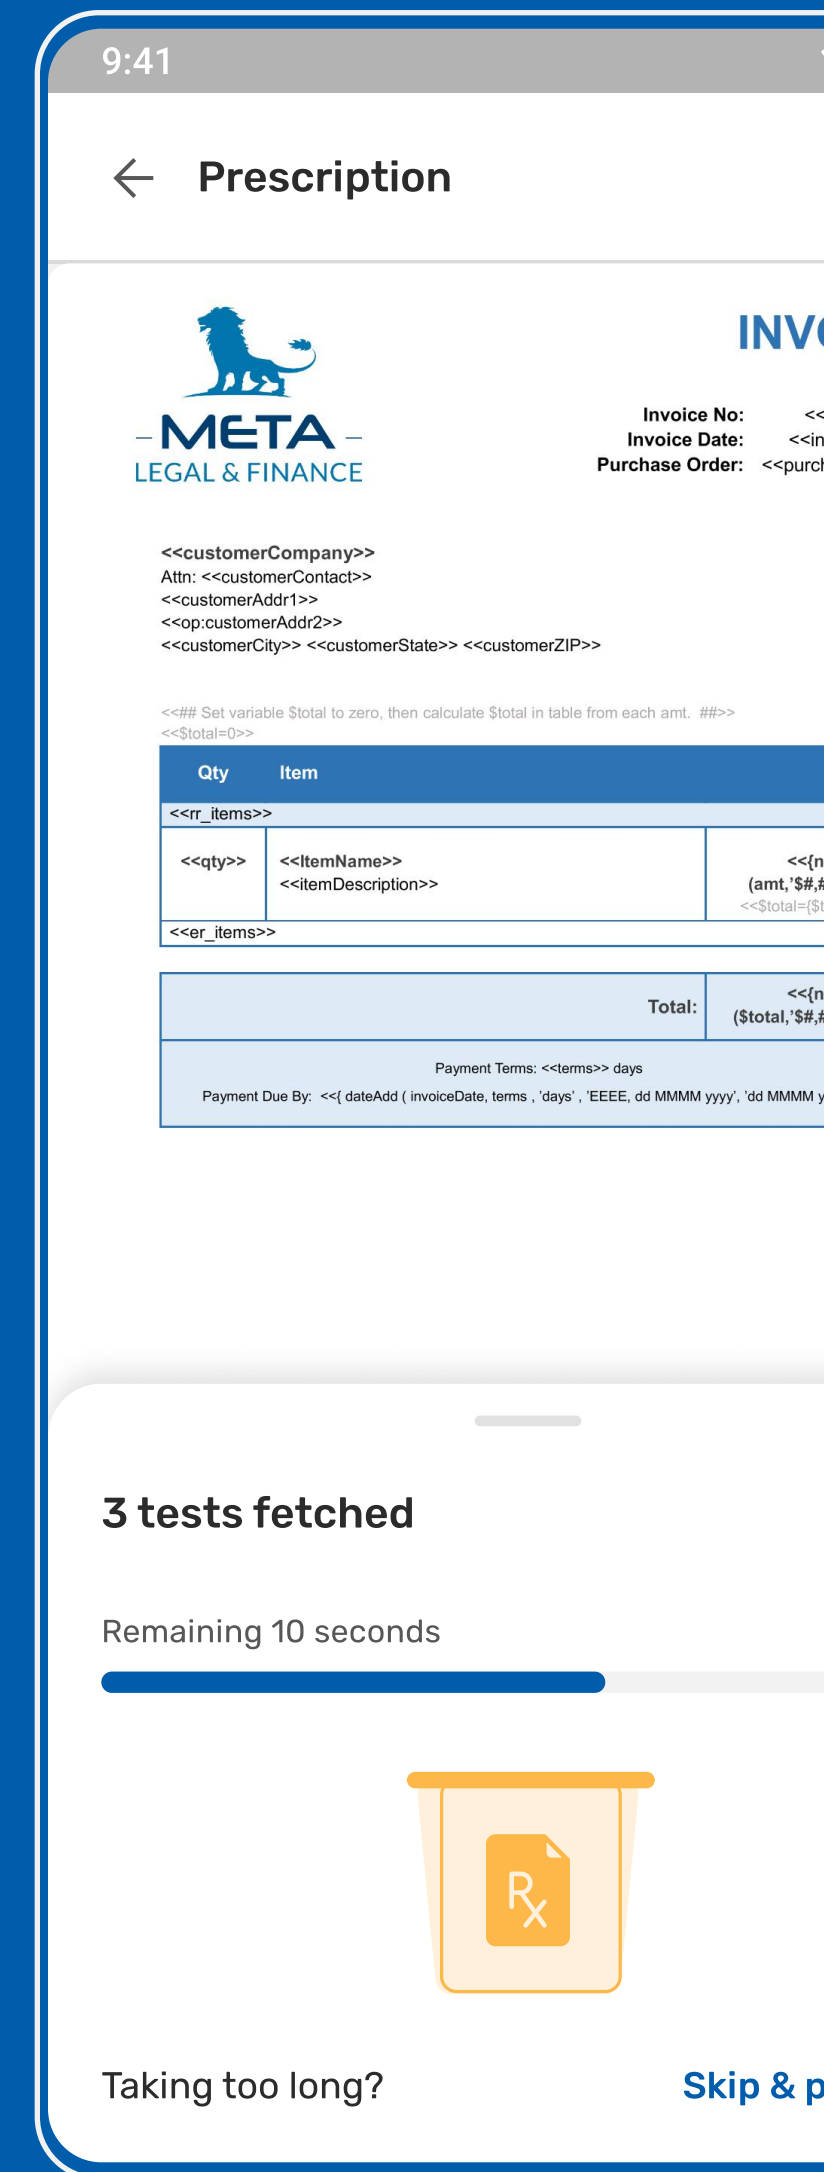 9:41
Prescription
META
LEGAL & FINANCE
Invoice No:
Invoice Date:
Purchase Order:
<<customerCompany>>
Attn: <<customerContact>>
<<customerAddr1>>
<<op:customerAddr2>>
<<customerCity>> <<customerState>> <<customerZIP>>
<<## Set variable $total to zero, then calculate $total in table from each amt. ##>>
<<$total=0>>
Qty Item
<<rr_items>>
<<qty>> <<ItemName>>
<<itemDescription>>
(amt,'$#,
<<er_items>>
Total:
($total,'$#,
Payment Terms: <<terms>> days
Payment Due By: <<{ dateAdd ( invoiceDate, terms , 'days' , 'EEEE, dd MMMM yyyy', 'dd MMMM
3 tests fetched
Remaining 10 seconds
Rx
Taking too long?
Skip &